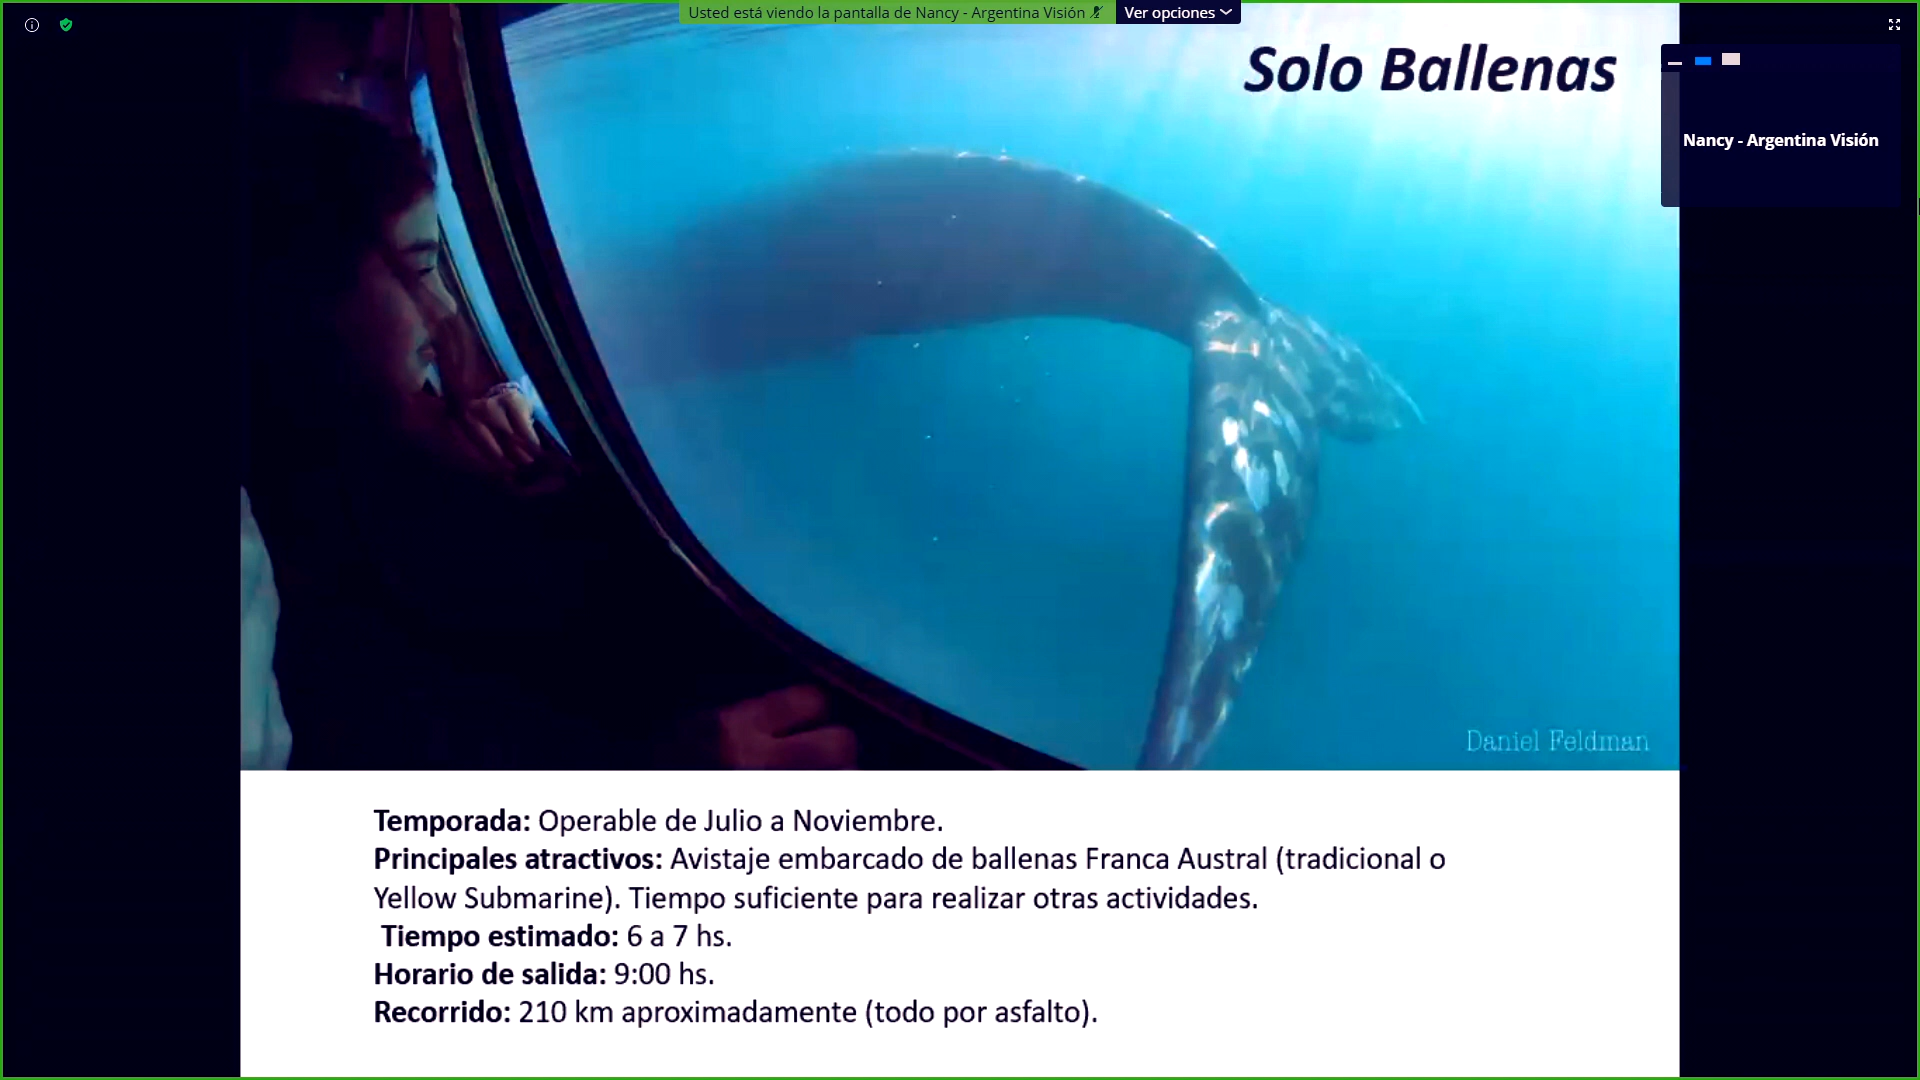 Usted está viendo la pantalla de Nancy - Argentina Visión
Ver opciones
Solo Ballenas
Nancy - Argentina Visión
Daniel Feldman
Temporada: Operable de Julio a Noviembre.
Principales atractivos: Avistaje embarcado de ballenas Franca Austral (tradicional o
Yellow Submarine). Tiempo suficiente para realizar otras actividades.
Tiempo estimado: 6 a 7 hs.
Horario de salida: 9:00 hs.
Recorrido: 210 km aproximadamente (todo por asfalto).